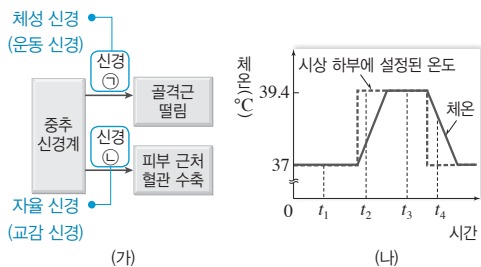 체성 신경
(운동 신경)
신경
㉠
골격근
떨림
중추
신경계
신경
㉡
피부 근처
혈관 수축
자율 신경
(교감 신경)
(가)
체온(℃)
시상 하부에 설정된 온도
39.4
체온
37
0
t₁
t₂
t₃
t₄
시간
(나)